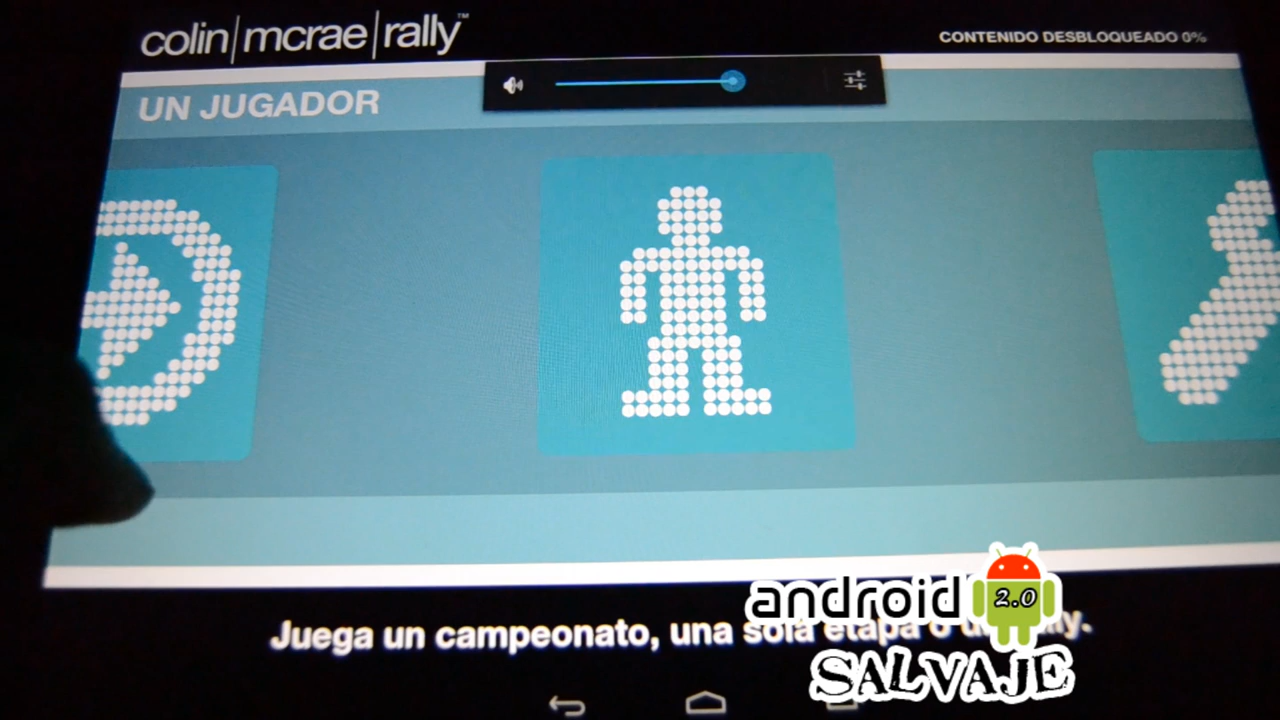 colin|mcrae|rally™
CONTENIDO DESBLOQUEADO 0%
UN JUGADOR
Juega un campeonato, una sola etapa o
android 2.0
SALVAJE